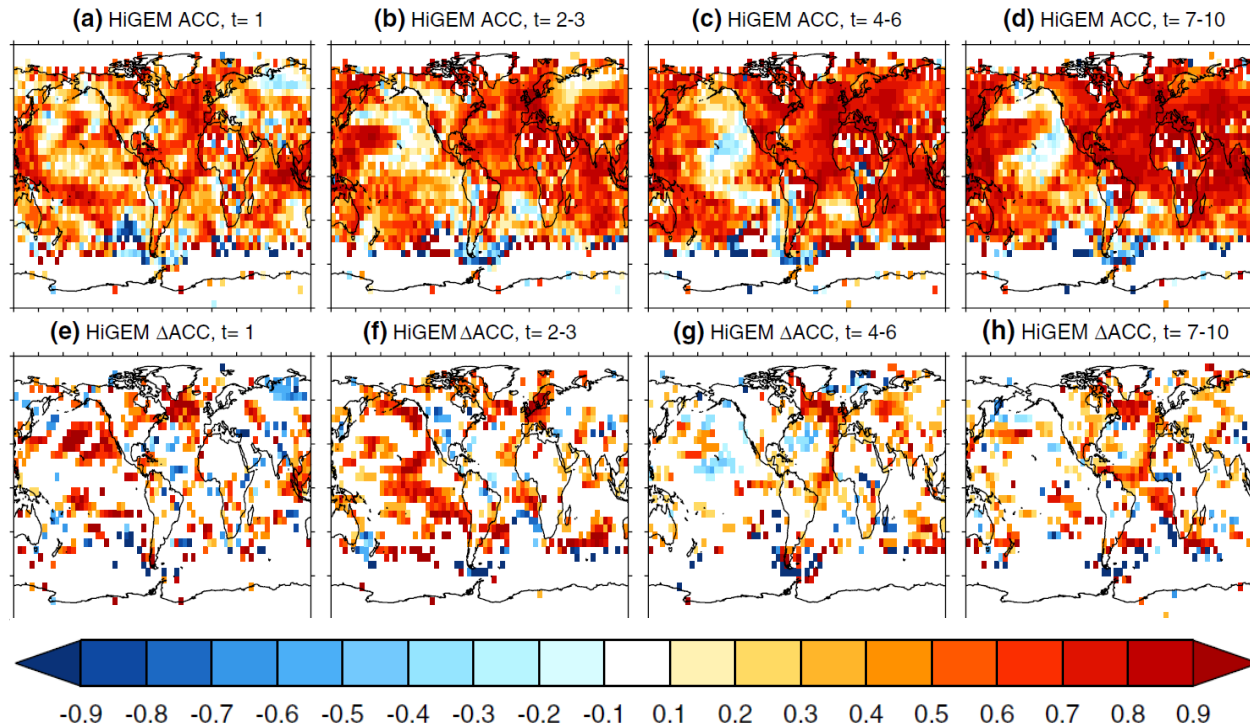 (a) HiGEM ACC, t= 1
(b) HiGEM ACC, t= 2-3
(c) HiGEM ACC, t= 4-6
(d) HiGEM ACC, t= 7-10
(e) HiGEM ΔACC, t= 1
(f) HiGEM ΔACC, t= 2-3
(g) HiGEM ΔACC, t= 4-6
(h) HiGEM ΔACC, t= 7-10
-0.9 -0.8 -0.7 -0.6 -0.5 -0.4 -0.3 -0.2 -0.1 0.1 0.2 0.3 0.4 0.5 0.6 0.7 0.8 0.9